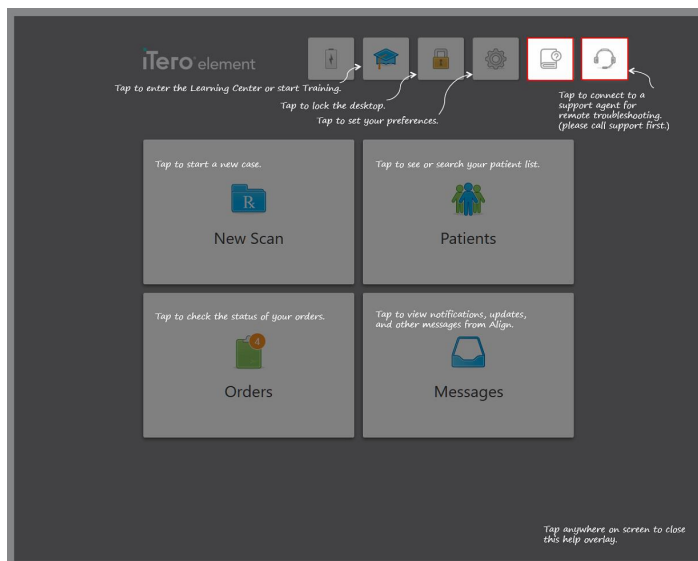 iTero element
Tap to enter the Learning Center or start Training.
Tap to lock the desktop.
Tap to set your preferences.
Tap to connect to a
support agent for
remote troubleshooting.
(please call support first.)
Tap to start a new case.
Rx
New Scan
Tap to see or search your patient list.
Patients
Tap to check the status of your orders.
4
Orders
Tap to view notifications, updates,
and other messages from Align.
Messages
Tap anywhere on screen to close
this help overlay.